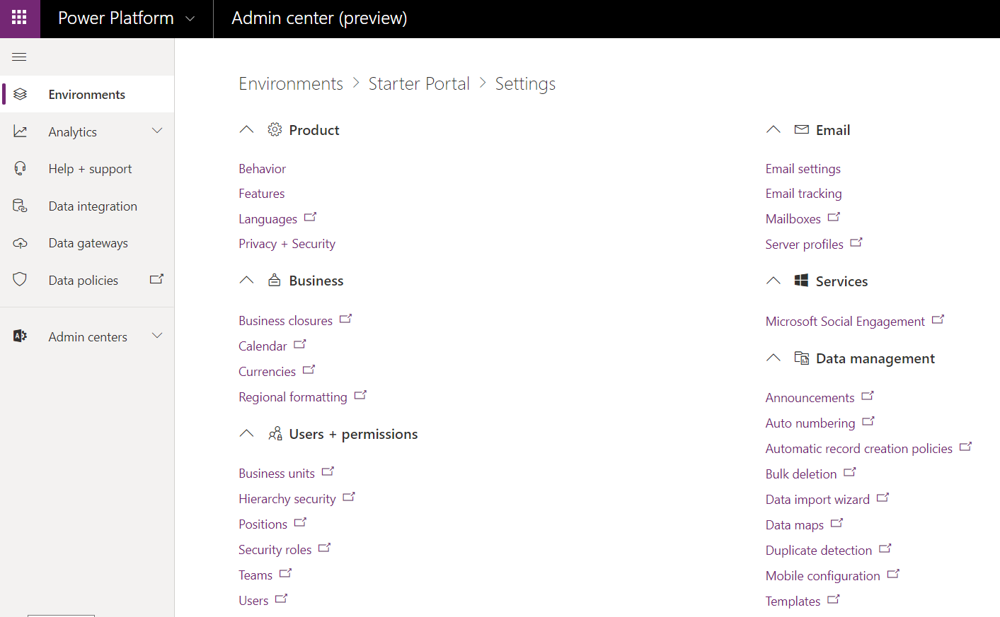 Power Platform
Admin center (preview)
Environments
Analytics
Help + support
Data integration
Data gateways
Data policies
Admin centers
Environments > Starter Portal > Settings
Product
Behavior
Features
Languages
Privacy + Security
Business
Business closures
Calendar
Currencies
Regional formatting
Users + permissions
Business units
Hierarchy security
Positions
Security roles
Teams
Users
Email
Email settings
Email tracking
Mailboxes
Server profiles
Services
Microsoft Social Engagement
Data management
Announcements
Auto numbering
Automatic record creation policies
Bulk deletion
Data import wizard
Data maps
Duplicate detection
Mobile configuration
Templates